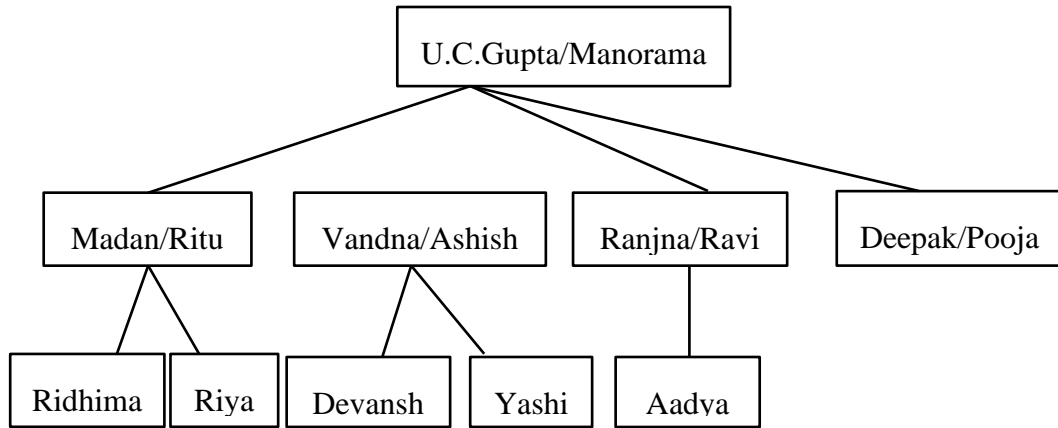 U.C.Gupta/Manorama
Madan/Ritu
Vandna/Ashish
Ranjna/Ravi
Deepak/Pooja
Ridhima
Riya
Devansh
Yashi
Aadya